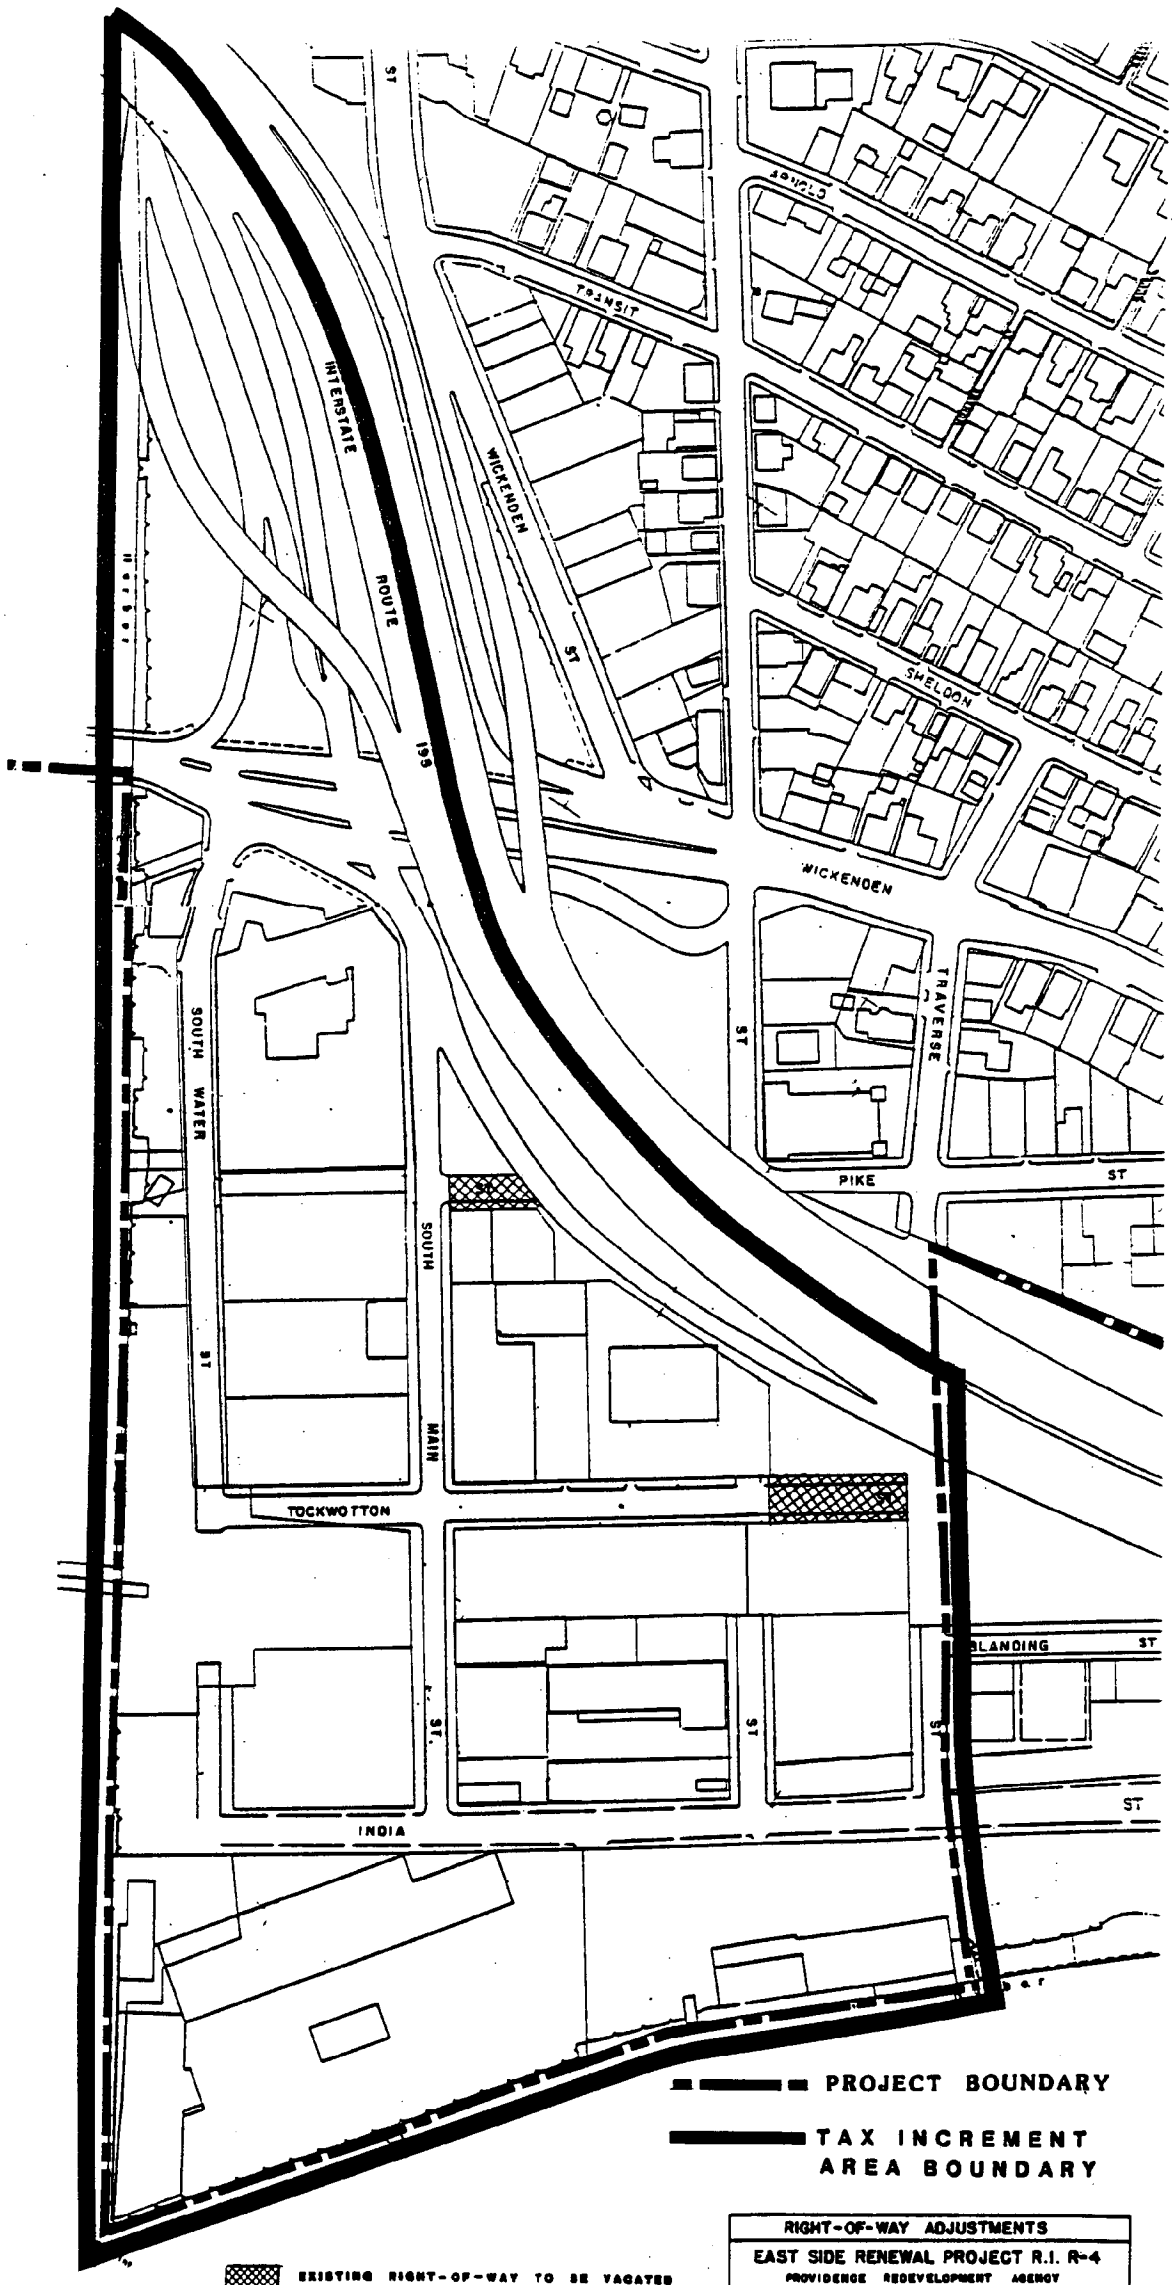 ST
TRANSIT
INTERSTATE
ROUTE
195
WICKENDEN
ST
Harbor
SHELDON
WICKENDEN
TRAVERSE
ST
SOUTH WATER
ST
PIKE ST
ST
SOUTH
MAIN
ST.
TOCKWOTTON
ST
BLANDING ST
ST
ST
INDIA ST
PROJECT BOUNDARY
TAX INCREMENT
AREA BOUNDARY
RIGHT-OF-WAY ADJUSTMENTS
EAST SIDE RENEWAL PROJECT R.I. R-4
PROVIDENCE REDEVELOPMENT AGENCY
EXISTING RIGHT-OF-WAY TO BE VACATED